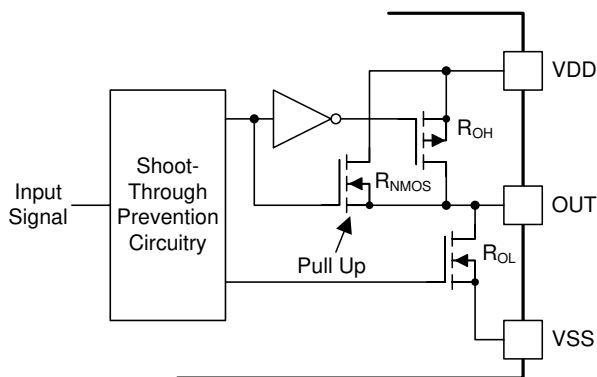 VDD
R_OH
Shoot-
Through
Prevention
Circuitry
Input
Signal
R_NMOS
OUT
Pull Up
R_OL
VSS